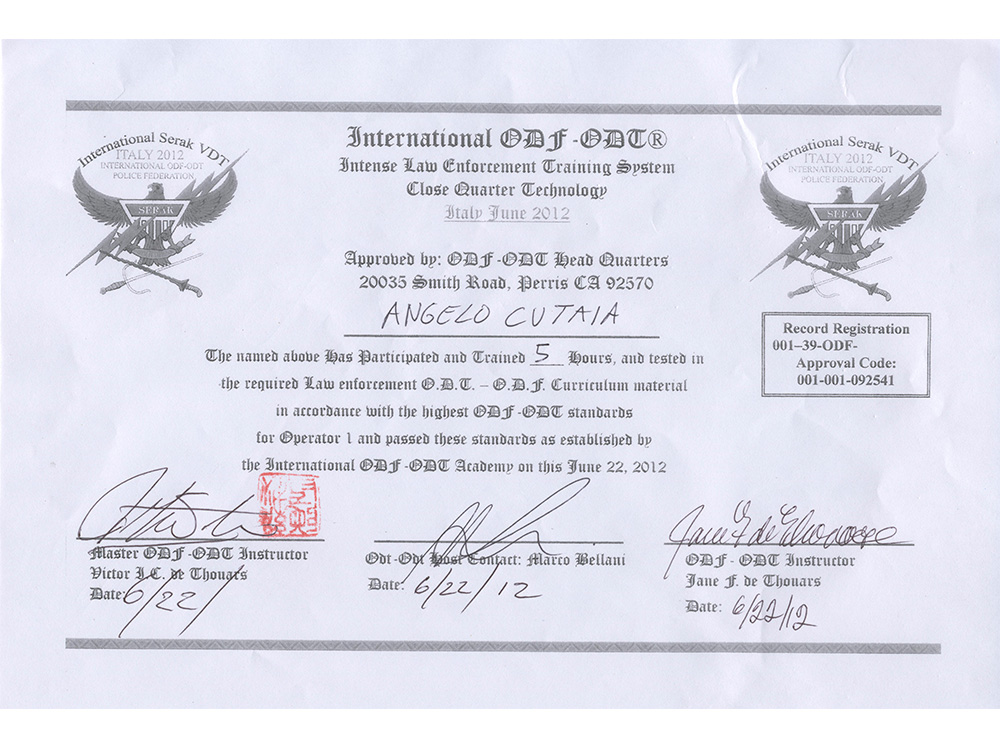 International Serak VDT
ITALY 2012
INTERNATIONAL ODF-ODT
POLICE FEDERATION
SERAK
International ODF-ODT®
Intense Law Enforcement Training System
Close Quarter Technology
Italy June 2012
International Serak VDT
ITALY 2012
INTERNATIONAL ODF-ODT
POLICE FEDERATION
SERAK
Approved by: ODF-ODT Head Quarters
20035 Smith Road, Perris CA 92570
ANGELO CUTAIA
Record Registration
001–39-ODF-
Approval Code:
001-001-092541
The named above Has Participated and Trained 5 Hours, and tested in
the required Law enforcement O.D.T. – O.D.F. Curriculum material
in accordance with the highest ODF-ODT standards
for Operator 1 and passed these standards as established by
the International ODF-ODT Academy on this June 22, 2012
Master ODF-ODT Instructor
Victor I.C. de Thouars
Date: 6/22/
Odt-Odt Host Contact: Marco Bellani
Date: 6/22/12
ODF - ODT Instructor
Jane F. de Thouars
Date: 6/22/12